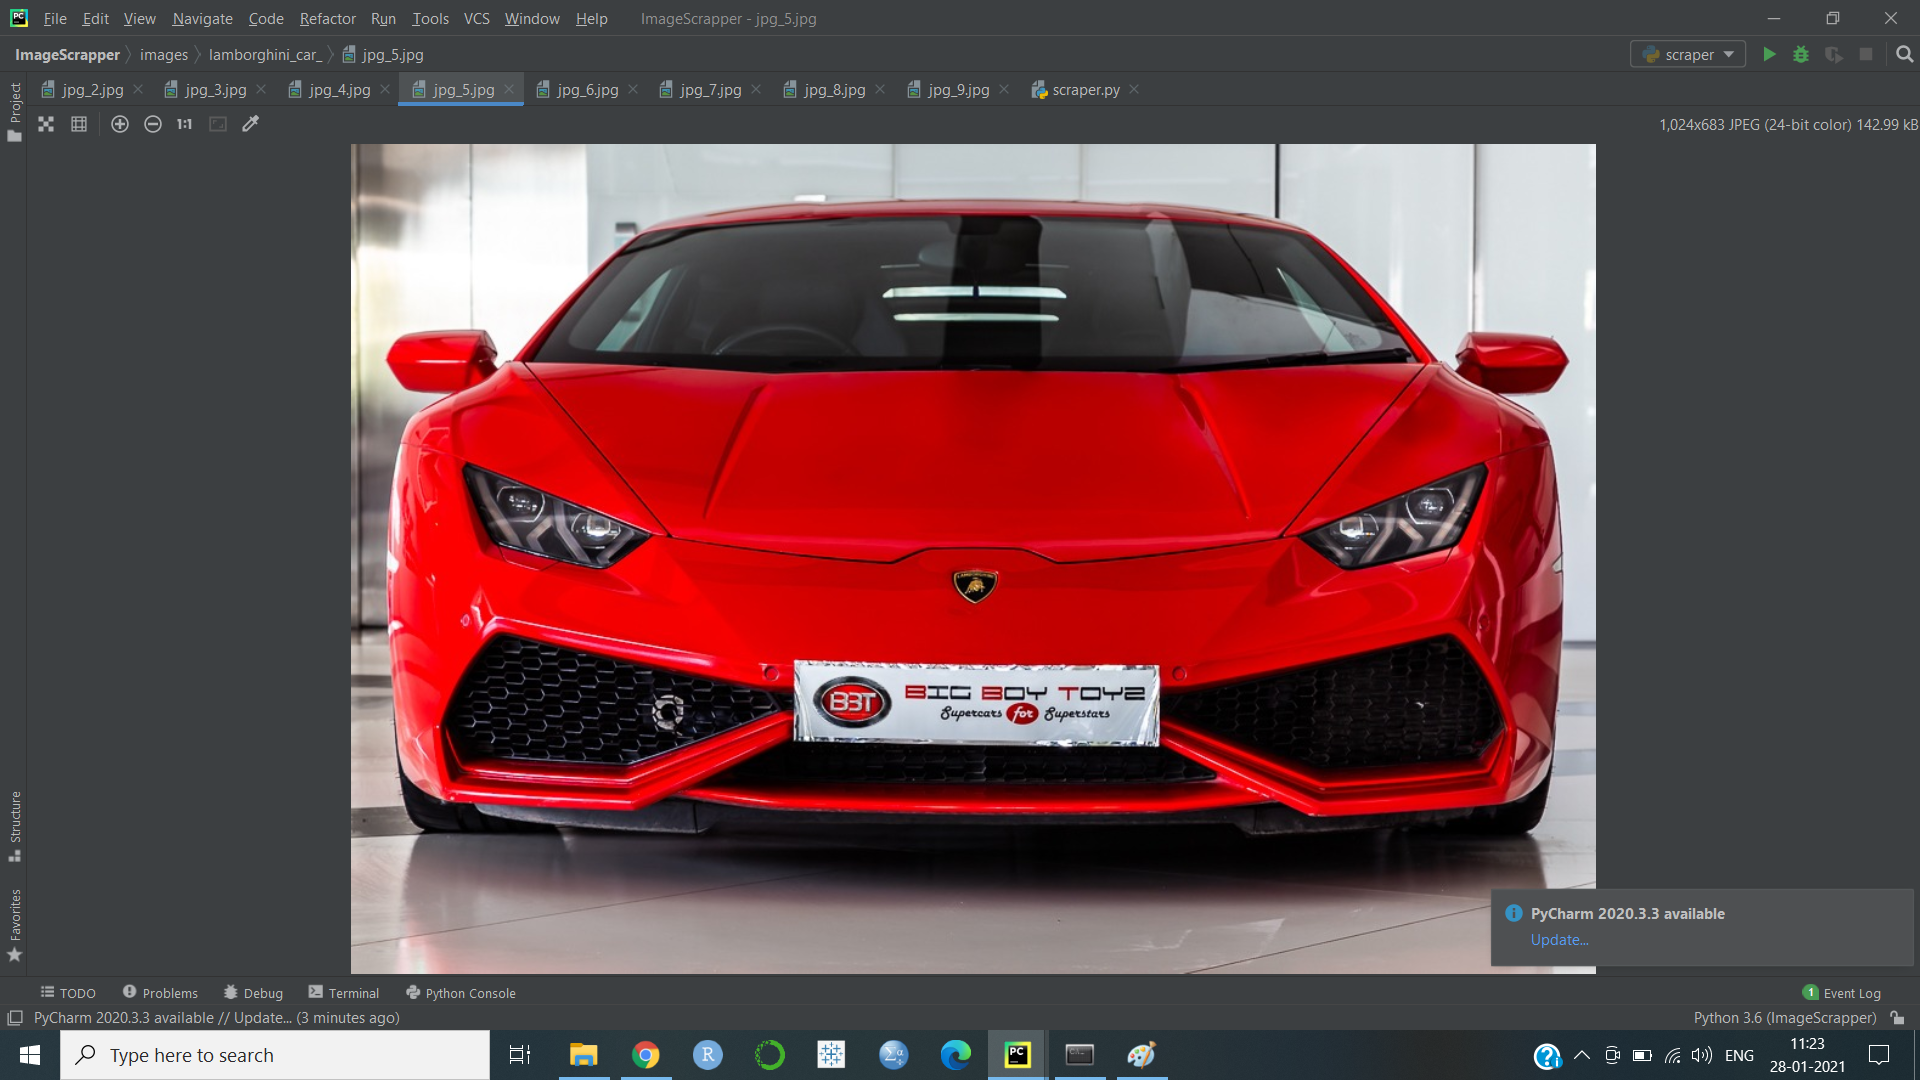 File Edit View Navigate Code Refactor Run Tools VCS Window Help ImageScrapper - jpg_5.jpg
ImageScrapper images lamborghini_car_ jpg_5.jpg scraper
jpg_2.jpg jpg_3.jpg jpg_4.jpg jpg_5.jpg jpg_6.jpg jpg_7.jpg jpg_8.jpg jpg_9.jpg scraper.py
Project
1:1
1,024x683 JPEG (24-bit color) 142.99 kB
LAMBORGHINI
BBT
BIG BOY TOYZ
Supercars for Superstars
Structure
Favorites
PyCharm 2020.3.3 available
Update...
TODO Problems Debug Terminal Python Console 1 Event Log
PyCharm 2020.3.3 available // Update... (3 minutes ago) Python 3.6 (ImageScrapper)
Type here to search R Σα PC ENG
11:23
28-01-2021